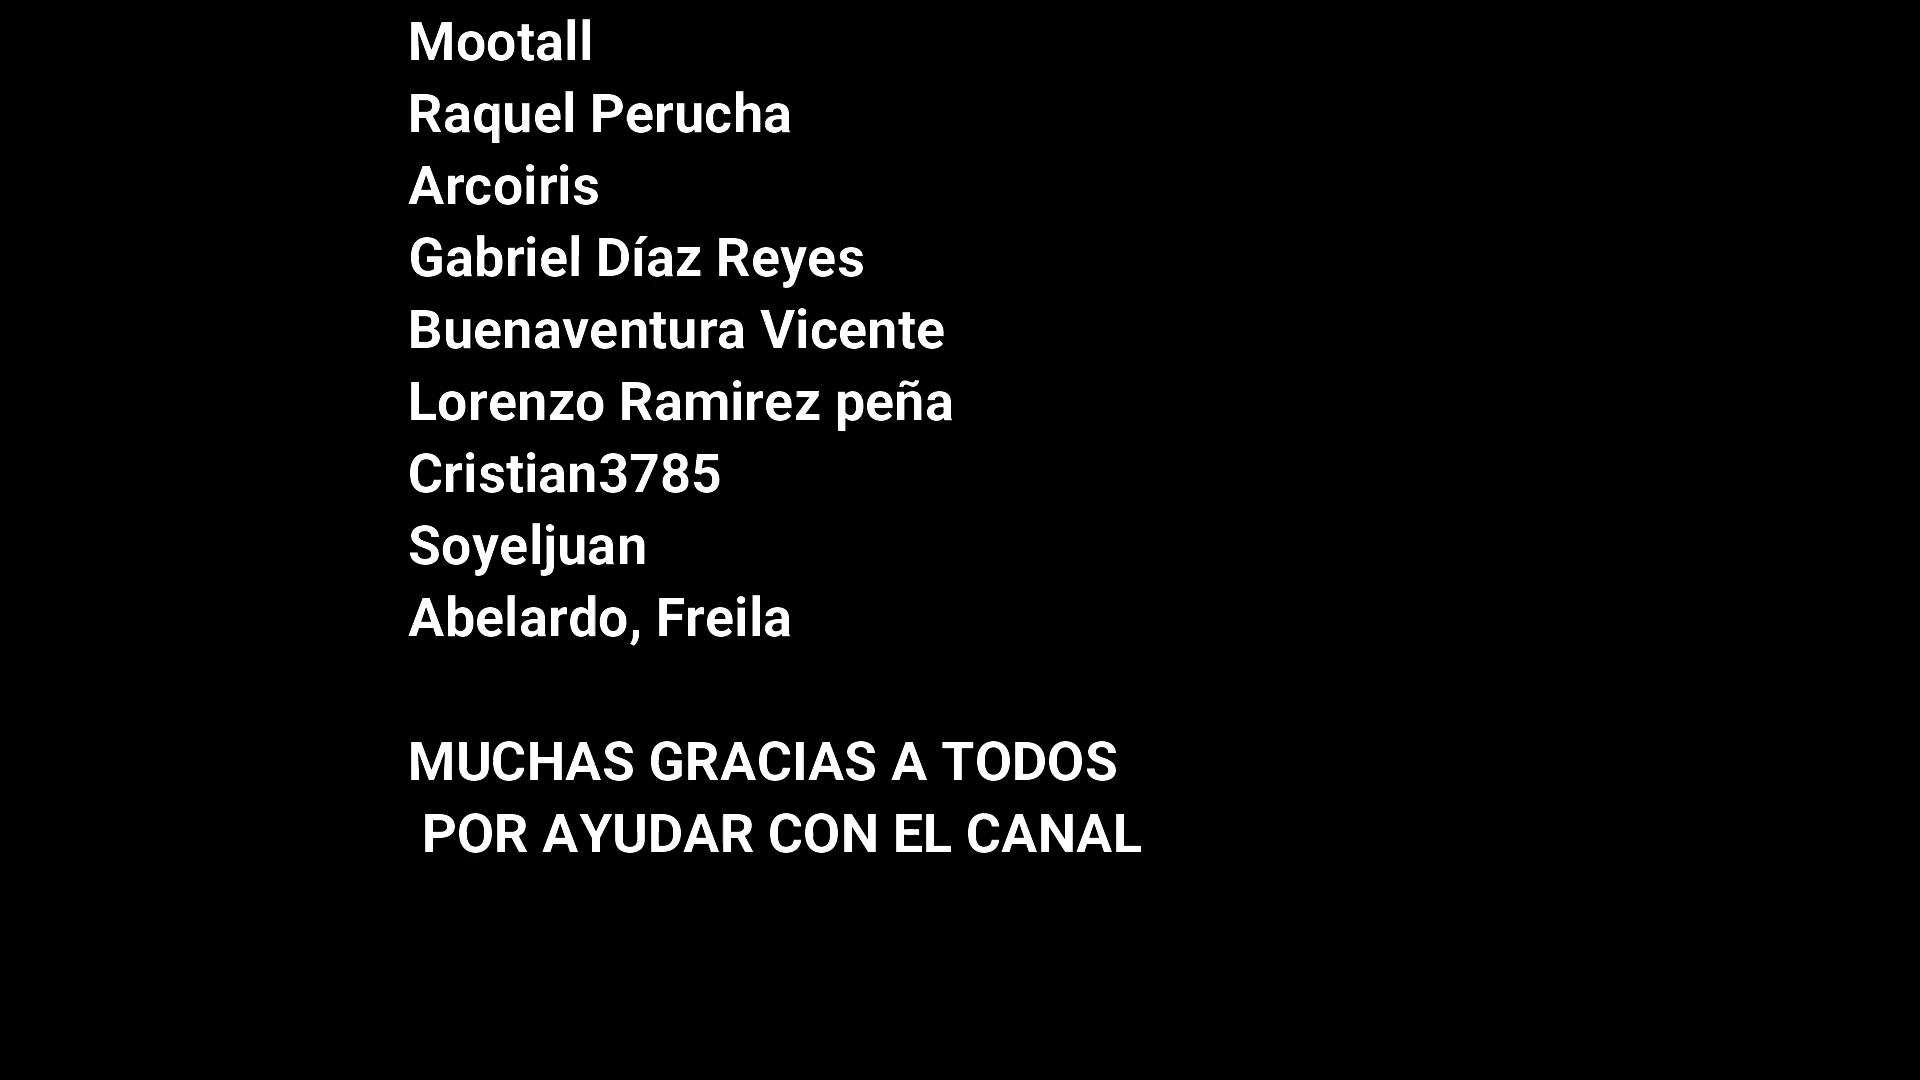 Mootall
Raquel Perucha
Arcoiris
Gabriel Díaz Reyes
Buenaventura Vicente
Lorenzo Ramirez peña
Cristian3785
Soyeljuan
Abelardo, Freila
MUCHAS GRACIAS A TODOS
POR AYUDAR CON EL CANAL